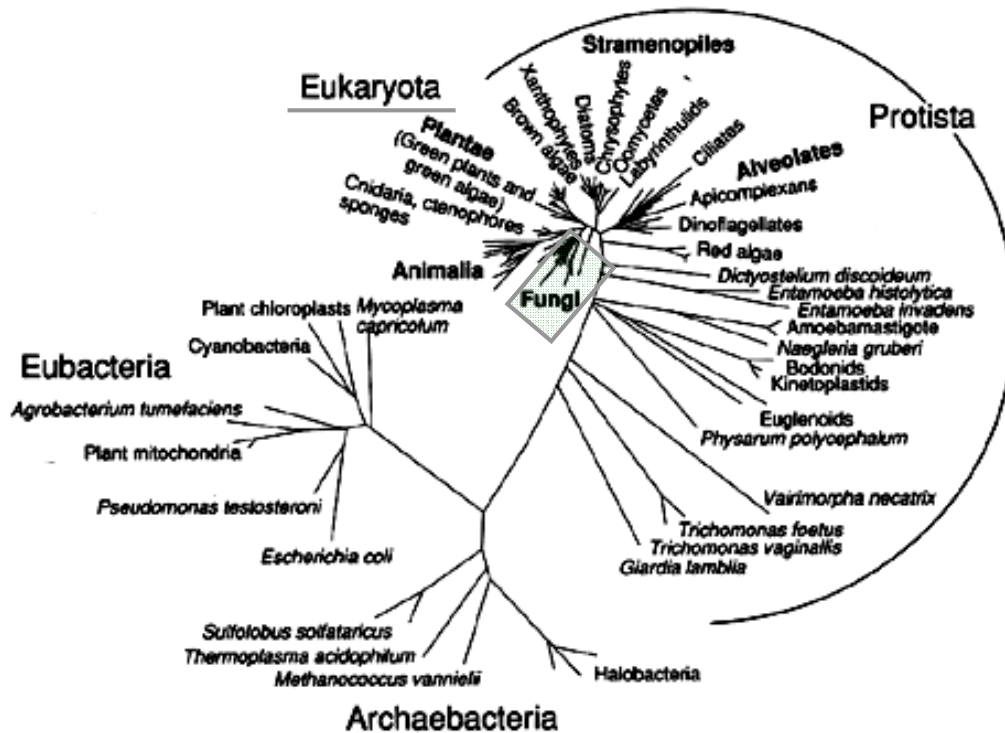 Stramenopiles
Eukaryota
Protista
Xanthophytes
Brown algae
Diatoms
Chrysophytes
Oomycetes
Labyrinthulids
Ciliates
Alveolates
Plantae
(Green plants and
green algae)
Cnidaria, ctenophores
sponges
Apicomplexans
Dinoflagellates
Red algae
Animalia
Fungi
Dictyostelium discoideum
Entamoeba histolytica
Entamoeba invadens
Amoebamastigote
Naegleria gruberi
Bodonids
Kinetoplastids
Euglenoids
Physarum polycephalum
Vairimorpha necatrix
Trichomonas foetus
Trichomonas vaginallis
Giardia lamblia
Plant chloroplasts
Mycoplasma
capricolum
Cyanobacteria
Eubacteria
Agrobacterium tumefaciens
Plant mitochondria
Pseudomonas testosteroni
Escherichia coli
Sulfolobus solfataricus
Thermoplasma acidophilum
Methanococcus vannielii
Halobacteria
Archaebacteria